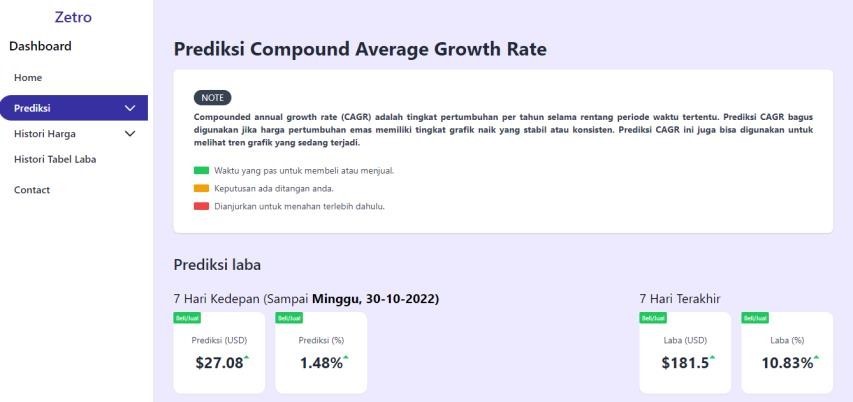 Zetro
Dashboard
Home
Prediksi
Histori Harga
Histori Tabel Laba
Contact
Prediksi Compound Average Growth Rate
NOTE
Compounded annual growth rate (CAGR) adalah tingkat pertumbuhan per tahun selama rentang periode waktu tertentu. Prediksi CAGR bagus
digunakan jika harga pertumbuhan emas memiliki tingkat grafik naik yang stabil atau konsisten. Prediksi CAGR ini juga bisa digunakan untuk
melihat tren grafik yang sedang terjadi.
Waktu yang pas untuk membeli atau menjual.
Keputusan ada ditangan anda.
Dianjurkan untuk menahan terlebih dahulu.
Prediksi laba
7 Hari Kedepan (Sampai Minggu, 30-10-2022)
Beli/Jual
Prediksi (USD)
$27.08
Beli/Jual
Prediksi (%)
1.48%
7 Hari Terakhir
Beli/Jual
Laba (USD)
$181.5
Beli/Jual
Laba (%)
10.83%